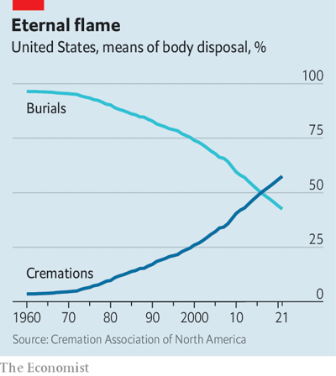 Eternal flame
United States, means of body disposal, %
100
Burials
75
50
25
Cremations
0
1960 70 80 90 2000 10 21
Source: Cremation Association of North America
The Economist